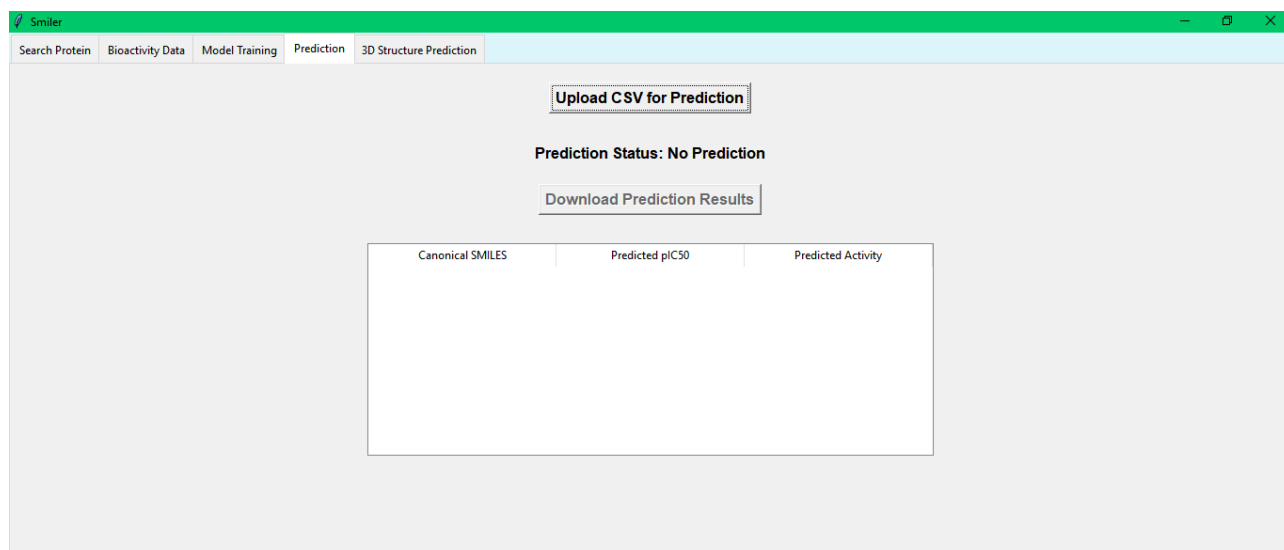 Smiler
Search Protein Bioactivity Data Model Training Prediction 3D Structure Prediction
Upload CSV for Prediction
Prediction Status: No Prediction
Download Prediction Results
Canonical SMILES Predicted pIC50 Predicted Activity